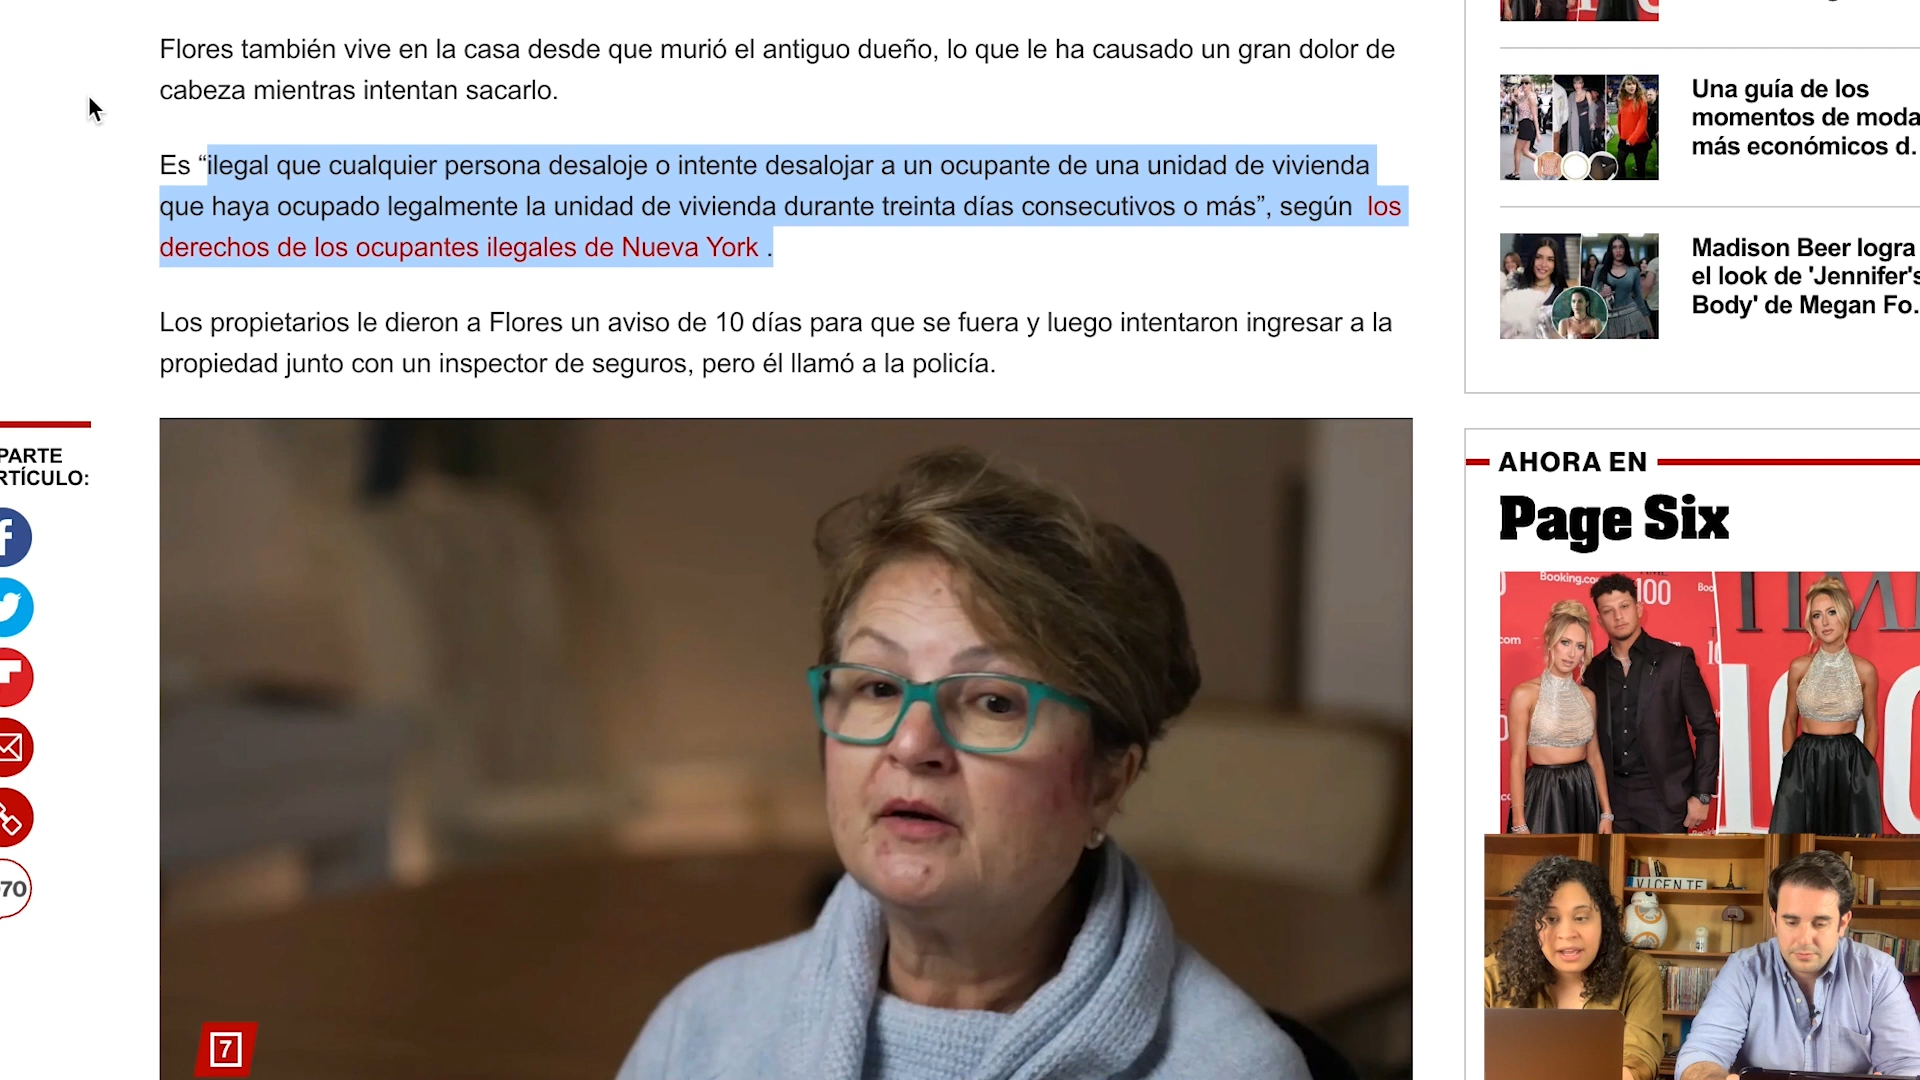 Flores también vive en la casa desde que murió el antiguo dueño, lo que le ha causado un gran dolor de
cabeza mientras intentan sacarlo.
Es “ilegal que cualquier persona desaloje o intente desalojar a un ocupante de una unidad de vivienda
que haya ocupado legalmente la unidad de vivienda durante treinta días consecutivos o más”, según los
derechos de los ocupantes ilegales de Nueva York .
Los propietarios le dieron a Flores un aviso de 10 días para que se fuera y luego intentaron ingresar a la
propiedad junto con un inspector de seguros, pero él llamó a la policía.
PARTE
RTÍCULO:
70
7
Una guía de los
momentos de moda
más económicos d.
Madison Beer logra
el look de 'Jennifer's
Body' de Megan Fo.
AHORA EN
Page Six
Booking.co
100
TIM
VICENTE